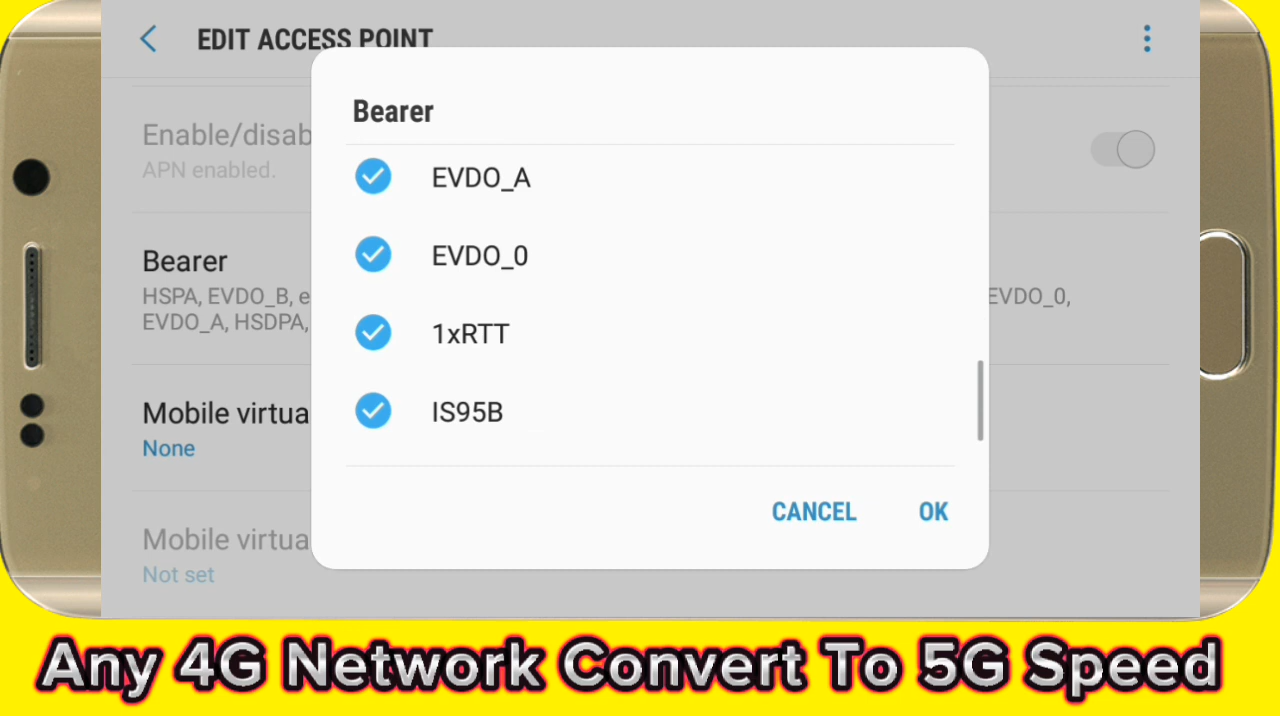 EDIT ACCESS POINT
Enable/disab
APN enabled.
Bearer
HSPA, EVDO_B, e
EVDO_0,
EVDO_A, HSDPA,
Mobile virtua
None
Mobile virtua
Not set
Bearer
EVDO_A
EVDO_0
1xRTT
IS95B
CANCEL
OK
Any 4G Network Convert To 5G Speed